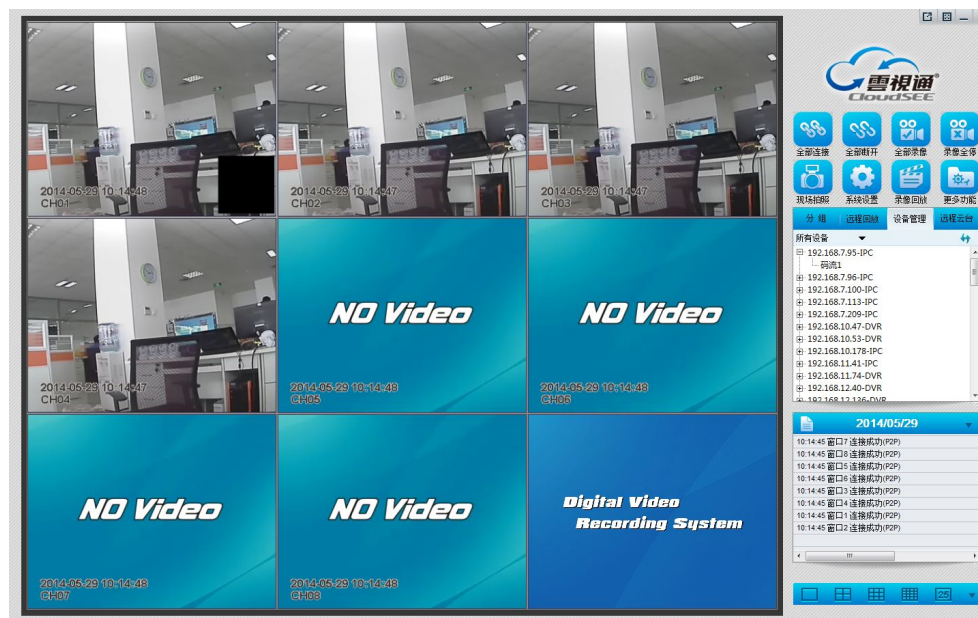 2014-05-29 10:14:48
CH01
2014-05-29 10:14:47
CH02
2014-05-29 10:14:47
CH03
2014-05-29 10:14:47
CH04
NO Video
2014-05-29 10:14:48
CH05
NO Video
2014-05-29 10:14:48
CH06
NO Video
2014-05-29 10:14:48
CH07
NO Video
2014-05-29 10:14:48
CH08
Digital Video
Recording System
雲視通
CloudSEE
全部连接 全部断开 全部录像 录像全停
现场拍照 系统设置 录像回放 更多功能
分组 远程回放 设备管理 远程云台
所有设备
192.168.7.95-IPC
码流1
192.168.7.96-IPC
192.168.7.100-IPC
192.168.7.113-IPC
192.168.7.209-IPC
192.168.10.47-DVR
192.168.10.53-DVR
192.168.10.178-IPC
192.168.11.41-IPC
192.168.11.74-DVR
192.168.12.40-DVR
192.168.12.136-DVR
2014/05/29
10:14:45 窗口7 连接成功(P2P)
10:14:45 窗口8 连接成功(P2P)
10:14:45 窗口5 连接成功(P2P)
10:14:45 窗口6 连接成功(P2P)
10:14:45 窗口3 连接成功(P2P)
10:14:45 窗口4 连接成功(P2P)
10:14:45 窗口1 连接成功(P2P)
10:14:45 窗口2 连接成功(P2P)
25